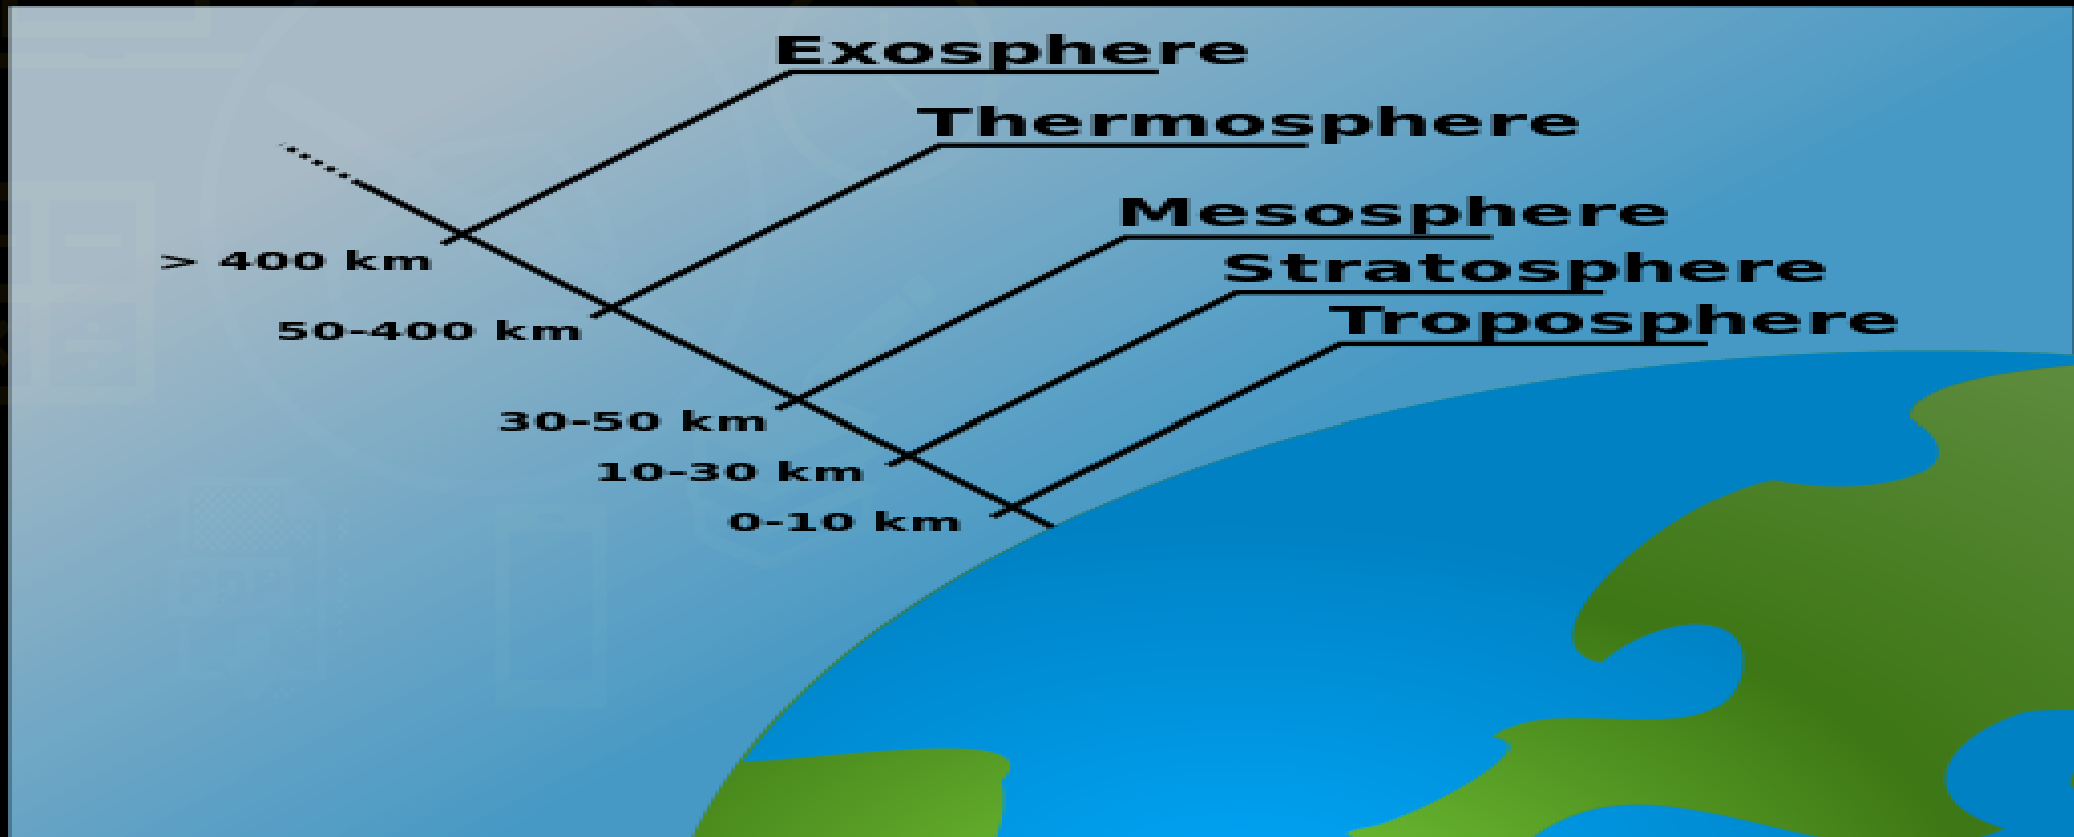 Exosphere
Thermosphere
Mesosphere
Stratosphere
Troposphere
> 400 km
50-400 km
30-50 km
10-30 km
0-10 km
PDF